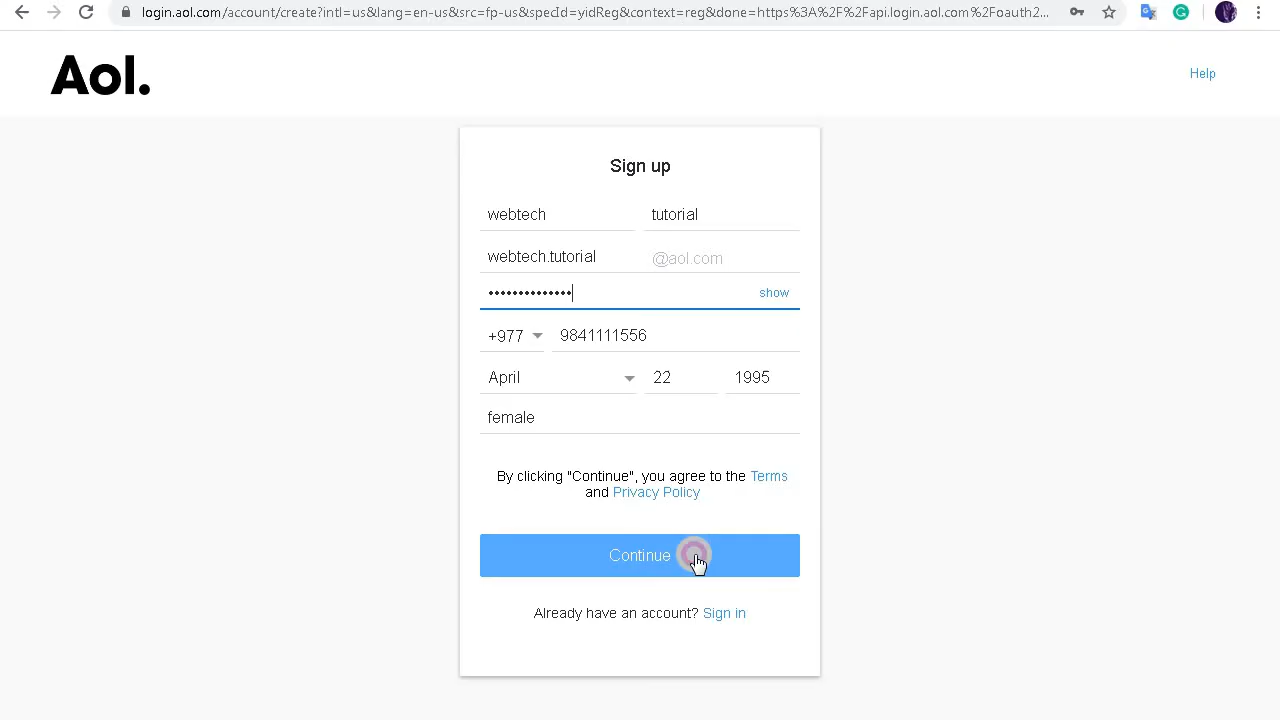 login.aol.com/account/create?intl=us&lang=en-us&src=fp-us&specId=yidReg&context=reg&done=https%3A%2F%2Fapi.login.aol.com%2Foauth2...
Aol.
Help
Sign up
webtech tutorial
webtech.tutorial @aol.com
•••••••••••••• show
+977 9841111556
April 22 1995
female
By clicking "Continue", you agree to the Terms
and Privacy Policy
Continue
Already have an account? Sign in